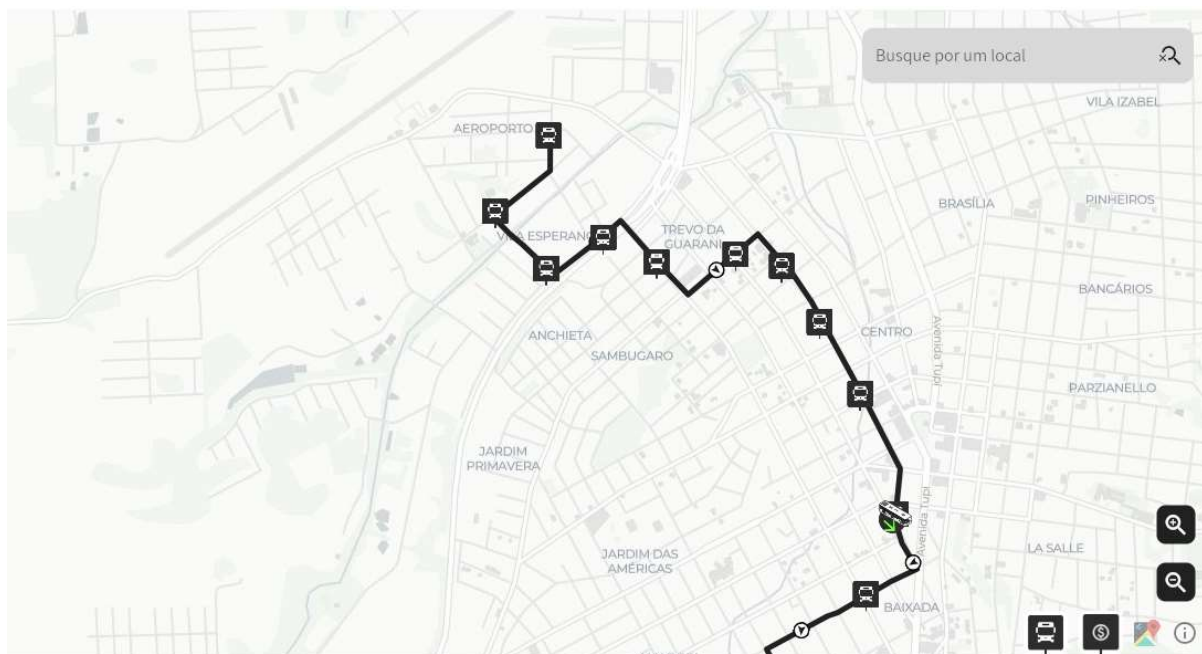 Busque por um local
VILA IZABEL
AEROPORTO
BRASÍLIA
PINHEIROS
TREVO DA
GUARANI
VILA ESPERANÇ
BANCÁRIOS
ANCHIETA
CENTRO
SAMBUGARO
Avenida Tupi
PARZIANELLO
JARDIM
PRIMAVERA
Avenida Tupi
JARDIM DAS
AMÉRICAS
LA SALLE
BAIXADA